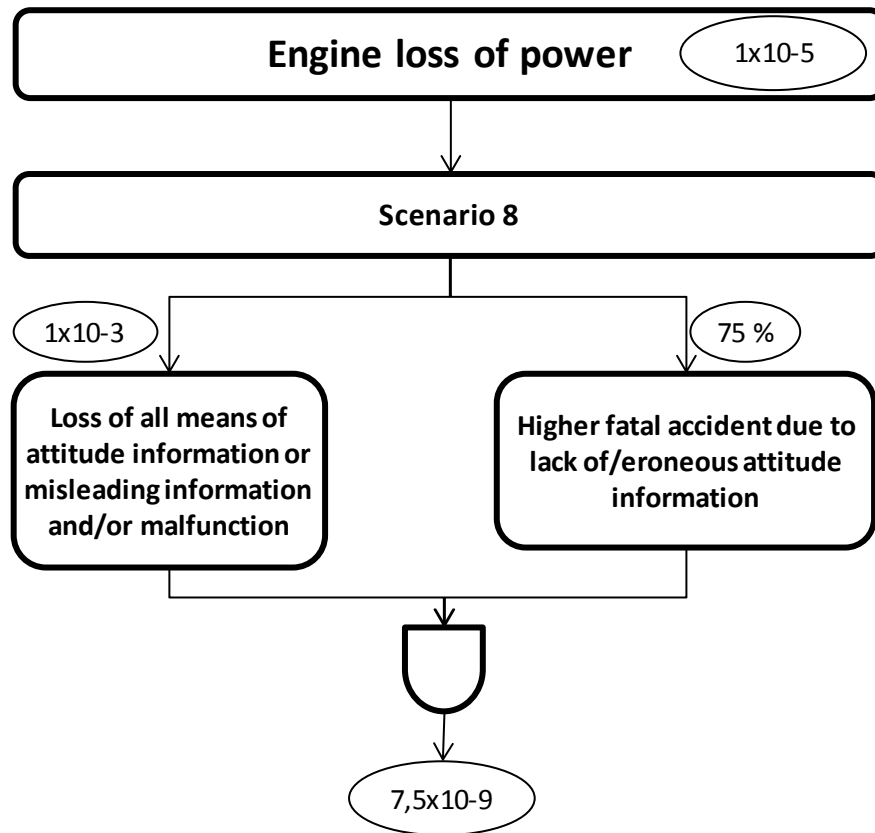 Engine loss of power
1x10-5
Scenario 8
1x10-3
75 %
Loss of all means of
attitude information or
misleading information
and/or malfunction
Higher fatal accident due to
lack of/eroneous attitude
information
7,5x10-9